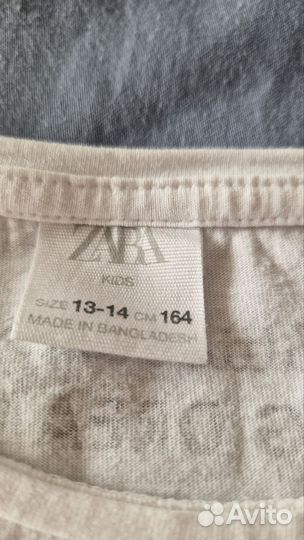 ZARA
KIDS
SIZE 13-14 CM 164
MADE IN BANGLADESH
Avito